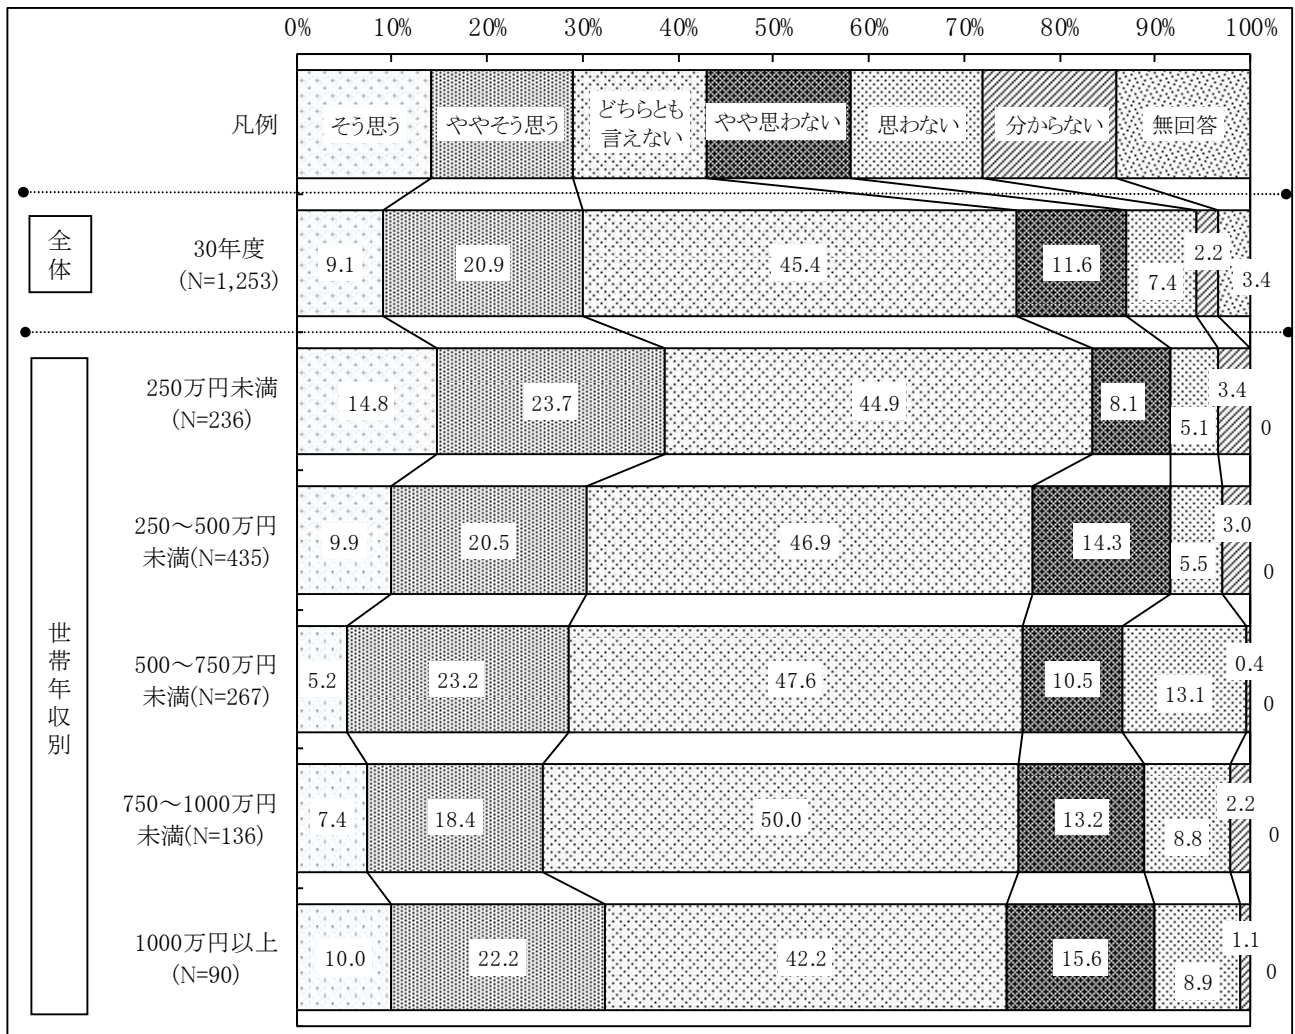 0% 10% 20% 30% 40% 50% 60% 70% 80% 90% 100%
凡例
そう思う
ややそう思う
どちらとも
言えない
やや思わない
思わない
分からない
無回答
全体
30年度
(N=1,253)
9.1 20.9 45.4 11.6 7.4 2.2 3.4
世帯年収別
250万円未満
(N=236)
14.8 23.7 44.9 8.1 5.1 3.4 0
250～500万円
未満(N=435)
9.9 20.5 46.9 14.3 5.5 3.0 0
500～750万円
未満(N=267)
5.2 23.2 47.6 10.5 13.1 0.4 0
750～1000万円
未満(N=136)
7.4 18.4 50.0 13.2 8.8 2.2 0
1000万円以上
(N=90)
10.0 22.2 42.2 15.6 8.9 1.1 0